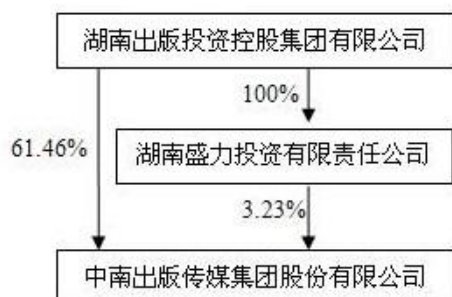 湖南出版投资控股集团有限公司
100%
61.46%
湖南盛力投资有限责任公司
3.23%
中南出版传媒集团股份有限公司